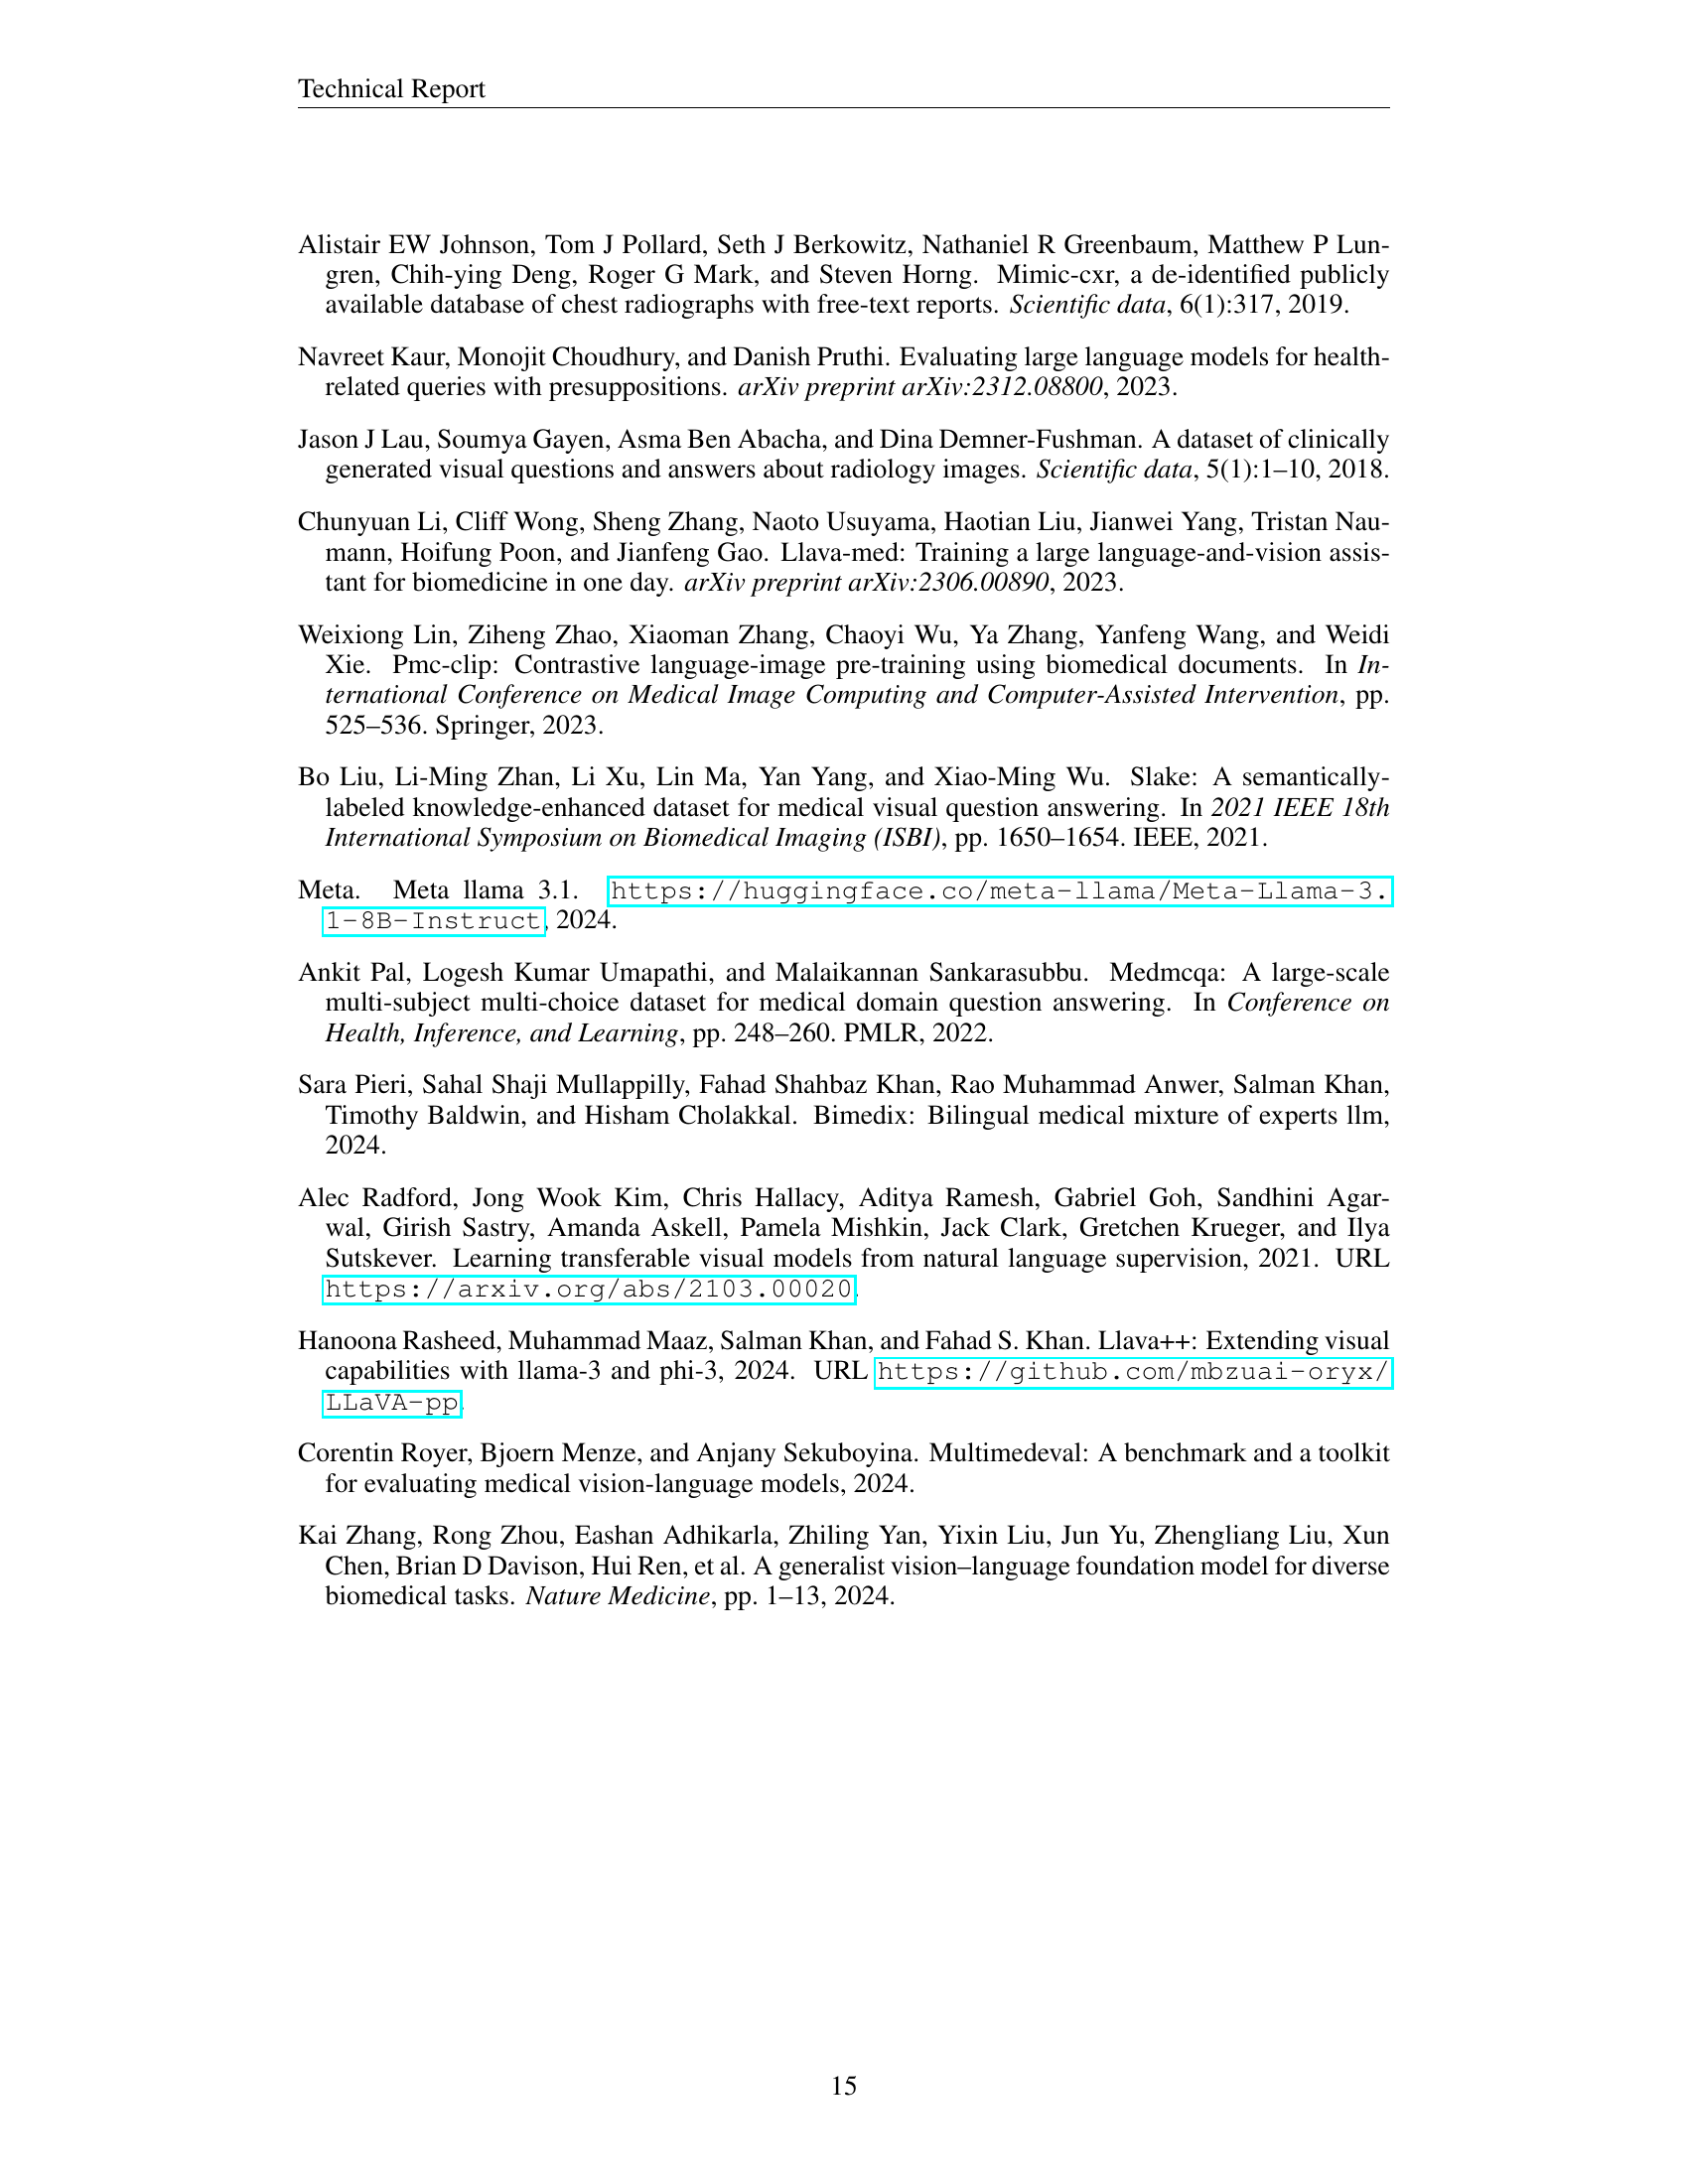 Technical Report
Alistair EW Johnson, Tom J Pollard, Seth J Berkowitz, Nathaniel R Greenbaum, Matthew P Lun-
gren, Chih-ying Deng, Roger G Mark, and Steven Horng. Mimic-cxr, a de-identified publicly
available database of chest radiographs with free-text reports. Scientific data, 6(1):317, 2019.
Navreet Kaur, Monojit Choudhury, and Danish Pruthi. Evaluating large language models for health-
related queries with presuppositions. arXiv preprint arXiv:2312.08800, 2023.
Jason J Lau, Soumya Gayen, Asma Ben Abacha, and Dina Demner-Fushman. A dataset of clinically
generated visual questions and answers about radiology images. Scientific data, 5(1):1–10, 2018.
Chunyuan Li, Cliff Wong, Sheng Zhang, Naoto Usuyama, Haotian Liu, Jianwei Yang, Tristan Nau-
mann, Hoifung Poon, and Jianfeng Gao. Llava-med: Training a large language-and-vision assis-
tant for biomedicine in one day. arXiv preprint arXiv:2306.00890, 2023.
Weixiong Lin, Ziheng Zhao, Xiaoman Zhang, Chaoyi Wu, Ya Zhang, Yanfeng Wang, and Weidi
Xie. Pmc-clip: Contrastive language-image pre-training using biomedical documents. In In-
ternational Conference on Medical Image Computing and Computer-Assisted Intervention, pp.
525–536. Springer, 2023.
Bo Liu, Li-Ming Zhan, Li Xu, Lin Ma, Yan Yang, and Xiao-Ming Wu. Slake: A semantically-
labeled knowledge-enhanced dataset for medical visual question answering. In 2021 IEEE 18th
International Symposium on Biomedical Imaging (ISBI), pp. 1650–1654. IEEE, 2021.
Meta. Meta llama 3.1. https://huggingface.co/meta-llama/Meta-Llama-3.
1-8B-Instruct, 2024.
Ankit Pal, Logesh Kumar Umapathi, and Malaikannan Sankarasubbu. Medmcqa: A large-scale
multi-subject multi-choice dataset for medical domain question answering. In Conference on
Health, Inference, and Learning, pp. 248–260. PMLR, 2022.
Sara Pieri, Sahal Shaji Mullappilly, Fahad Shahbaz Khan, Rao Muhammad Anwer, Salman Khan,
Timothy Baldwin, and Hisham Cholakkal. Bimedix: Bilingual medical mixture of experts llm,
2024.
Alec Radford, Jong Wook Kim, Chris Hallacy, Aditya Ramesh, Gabriel Goh, Sandhini Agar-
wal, Girish Sastry, Amanda Askell, Pamela Mishkin, Jack Clark, Gretchen Krueger, and Ilya
Sutskever. Learning transferable visual models from natural language supervision, 2021. URL
https://arxiv.org/abs/2103.00020.
Hanoona Rasheed, Muhammad Maaz, Salman Khan, and Fahad S. Khan. Llava++: Extending visual
capabilities with llama-3 and phi-3, 2024. URL https://github.com/mbzuai-oryx/
LLaVA-pp.
Corentin Royer, Bjoern Menze, and Anjany Sekuboyina. Multimedeval: A benchmark and a toolkit
for evaluating medical vision-language models, 2024.
Kai Zhang, Rong Zhou, Eashan Adhikarla, Zhiling Yan, Yixin Liu, Jun Yu, Zhengliang Liu, Xun
Chen, Brian D Davison, Hui Ren, et al. A generalist vision–language foundation model for diverse
biomedical tasks. Nature Medicine, pp. 1–13, 2024.
15